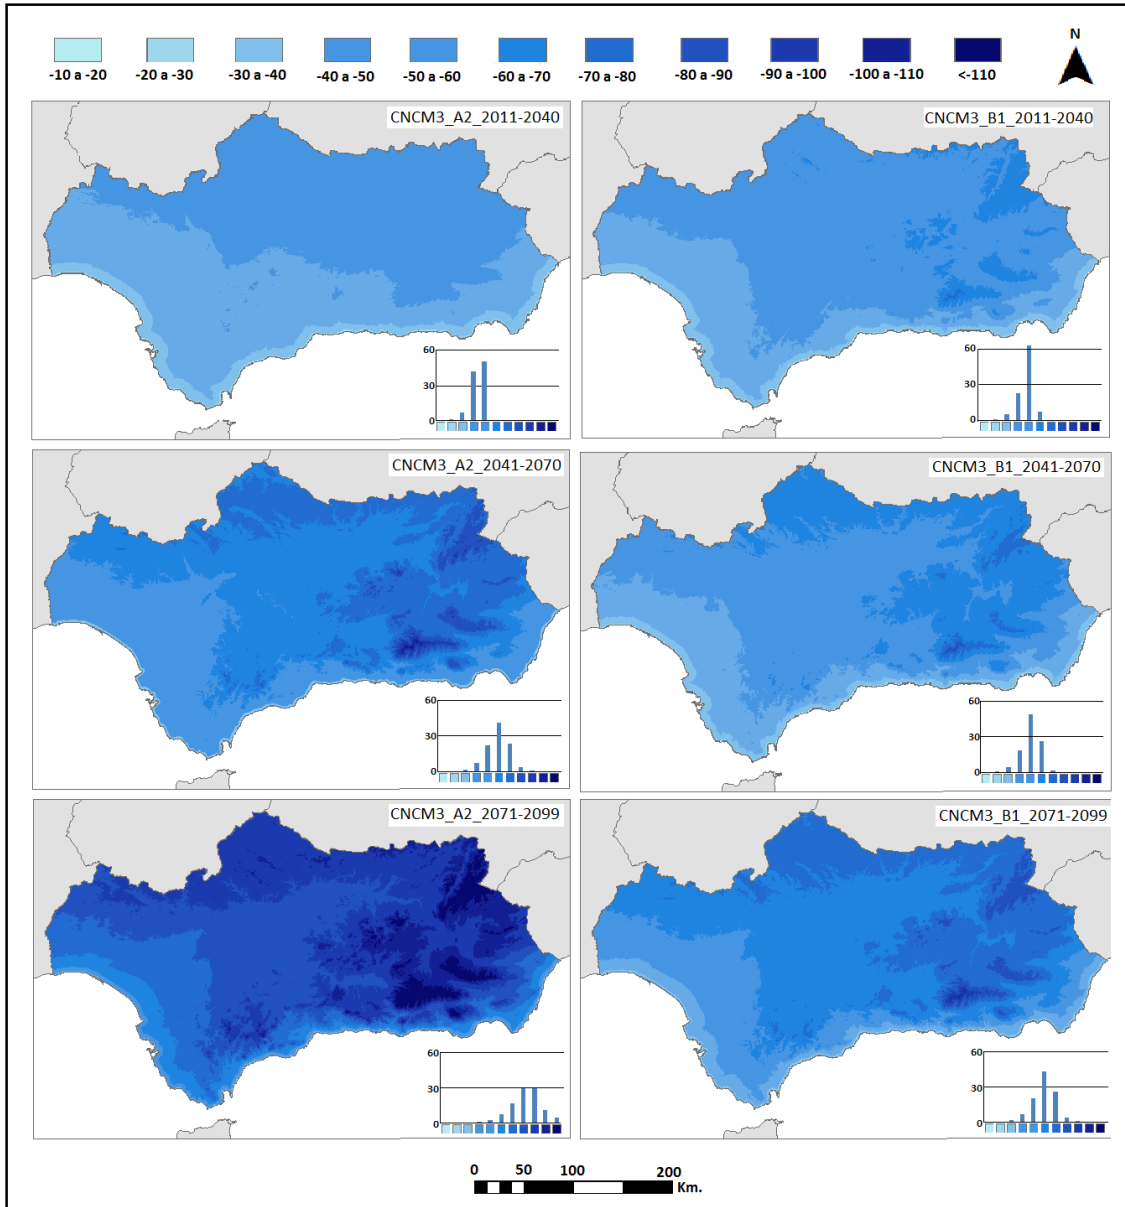 N
-10 a -20 -20 a -30 -30 a -40 -40 a -50 -50 a -60 -60 a -70 -70 a -80 -80 a -90 -90 a -100 -100 a -110 <-110
CNCM3_A2_2011-2040
60
30
0
CNCM3_B1_2011-2040
60
30
0
CNCM3_A2_2041-2070
60
30
0
CNCM3_B1_2041-2070
60
30
0
CNCM3_A2_2071-2099
60
30
0
CNCM3_B1_2071-2099
60
30
0
0 50 100 200
Km.